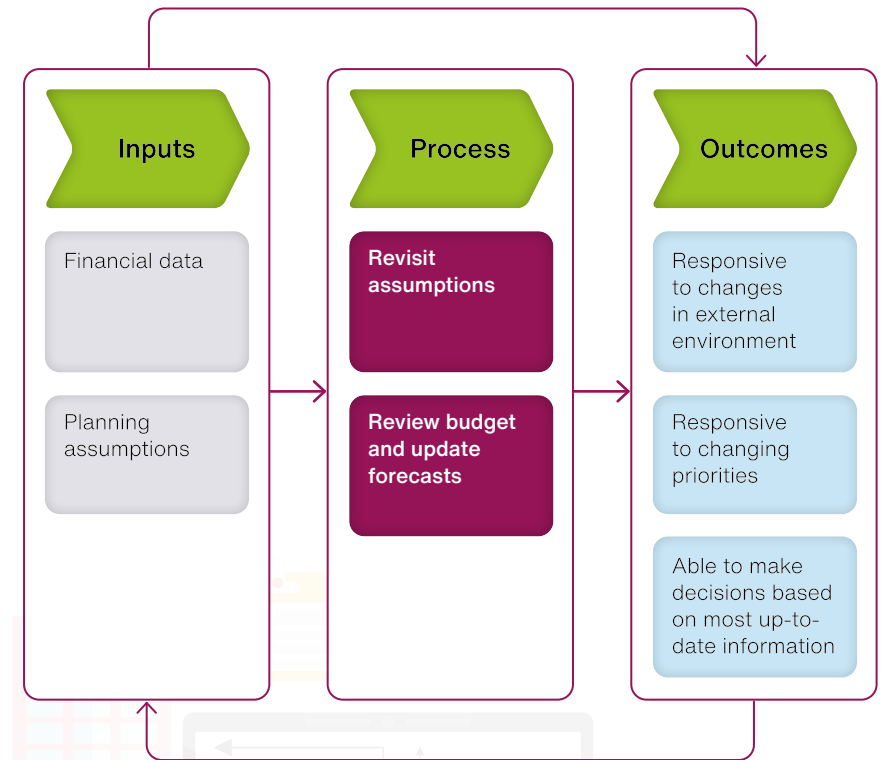 Inputs
Financial data
Planning
assumptions
Process
Revisit
assumptions
Review budget
and update
forecasts
Outcomes
Responsive
to changes
in external
environment
Responsive
to changing
priorities
Able to make
decisions based
on most up-to-
date information